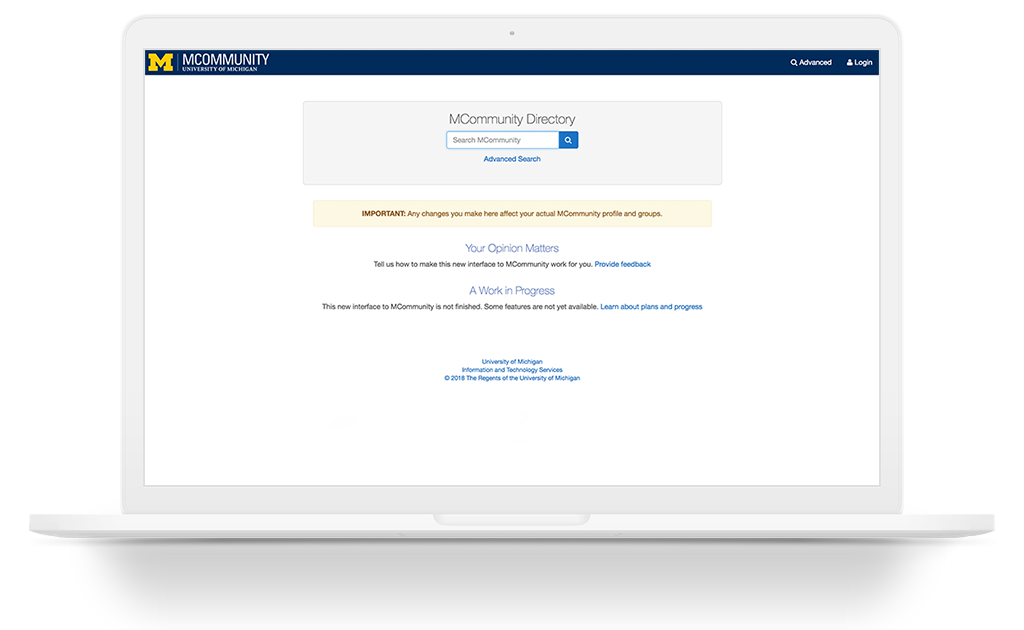 M MCOMMUNITY
UNIVERSITY OF MICHIGAN
Advanced Login
MCommunity Directory
Search MCommunity
Advanced Search
IMPORTANT: Any changes you make here affect your actual MCommunity profile and groups.
Your Opinion Matters
Tell us how to make this new interface to MCommunity work for you. Provide feedback
A Work in Progress
This new interface to MCommunity is not finished. Some features are not yet available. Learn about plans and progress
University of Michigan
Information and Technology Services
© 2018 The Regents of the University of Michigan